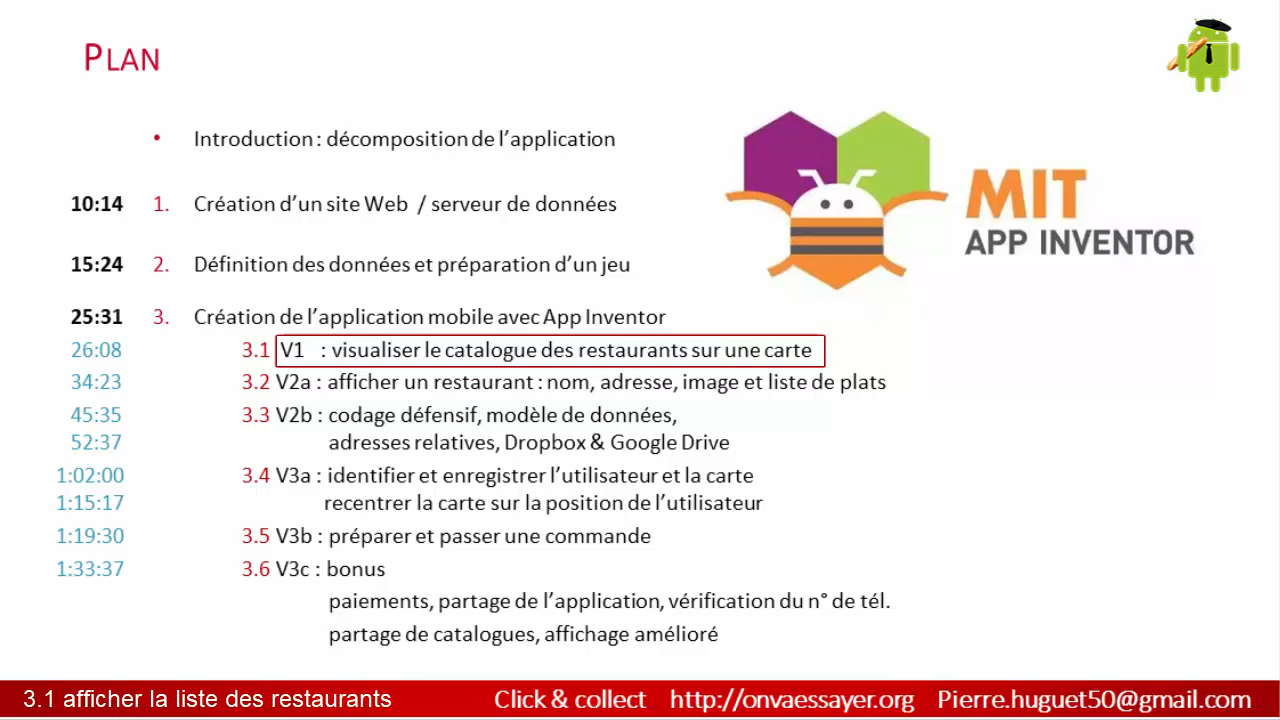 PLAN
• Introduction : décomposition de l'application
10:14 1. Création d'un site Web / serveur de données
15:24 2. Définition des données et préparation d'un jeu
25:31 3. Création de l'application mobile avec App Inventor
26:08 3.1 V1 : visualiser le catalogue des restaurants sur une carte
34:23 3.2 V2a : afficher un restaurant : nom, adresse, image et liste de plats
45:35 3.3 V2b : codage défensif, modèle de données,
52:37 adresses relatives, Dropbox & Google Drive
1:02:00 3.4 V3a : identifier et enregistrer l'utilisateur et la carte
1:15:17 recentrer la carte sur la position de l'utilisateur
1:19:30 3.5 V3b : préparer et passer une commande
1:33:37 3.6 V3c : bonus
paiements, partage de l'application, vérification du n° de tél.
partage de catalogues, affichage amélioré
MIT
APP INVENTOR
3.1 afficher la liste des restaurants Click & collect http://onvaessayer.org Pierre.huguet50@gmail.com